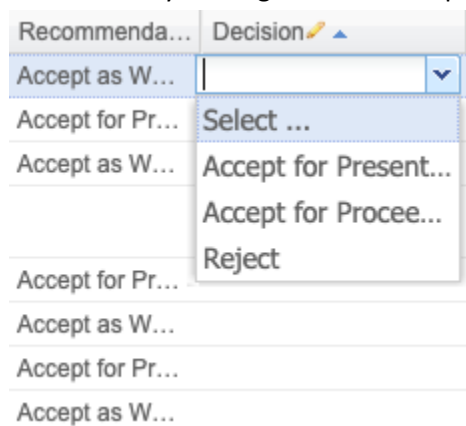 Recommenda... Decision
Accept as W...
Accept for Pr... Select ...
Accept as W... Accept for Present...
Accept for Procee...
Reject
Accept for Pr...
Accept as W...
Accept for Pr...
Accept as W...